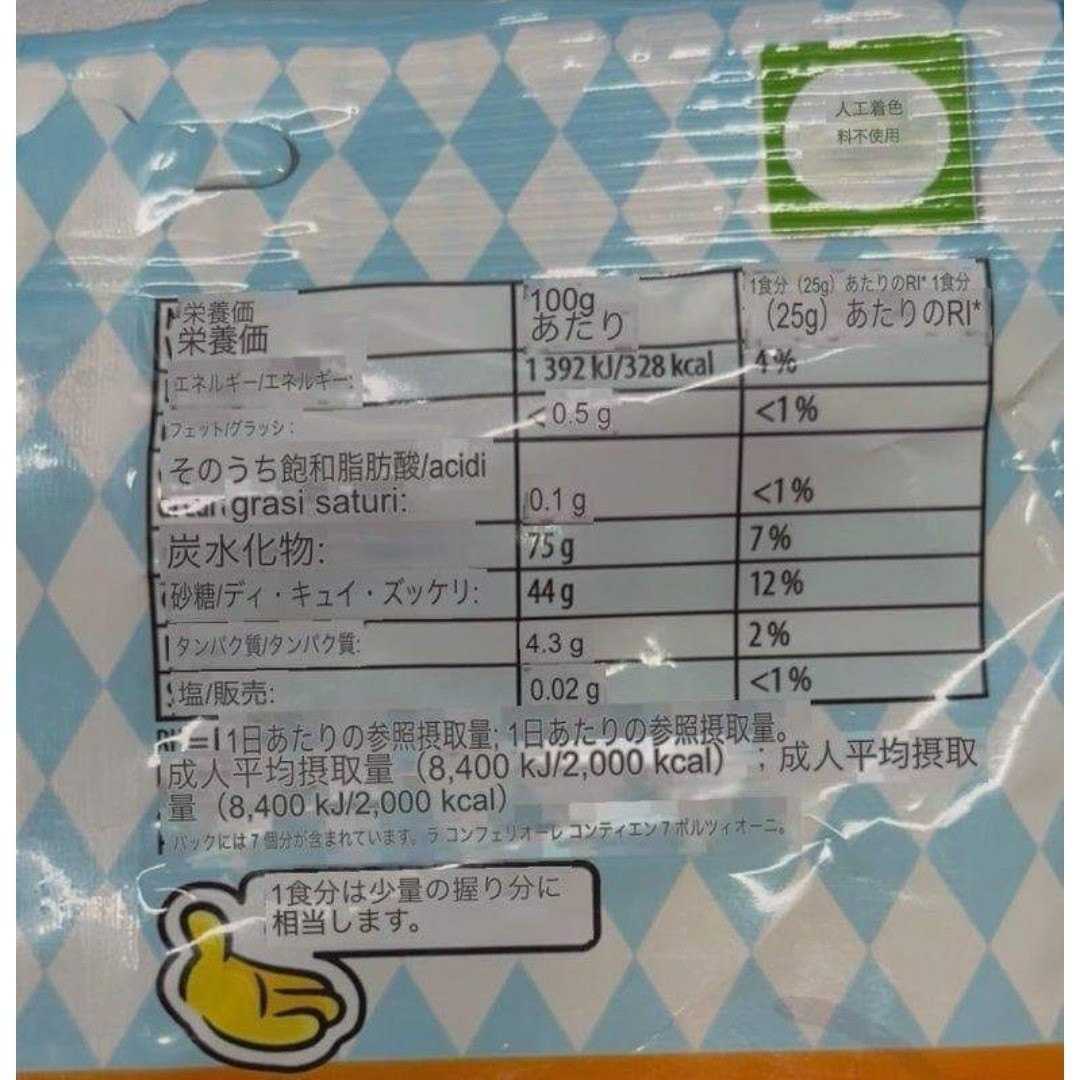 人工着色
料不使用
1食分（25g）あたりのRI* 1食分
（25g）あたりのRI*
栄養価
栄養価
100g
あたり
エネルギー/エネルギー:
1 392 kJ/328 kcal
4%
フェット/グラッシ:
< 0.5 g
<1%
そのうち飽和脂肪酸/acidi
grasi saturi:
0.1 g
<1%
炭水化物:
75 g
7%
砂糖/ディ・キュイ・ズッケリ:
44 g
12%
タンパク質/タンパク質:
4.3 g
2%
塩/販売:
0.02 g
<1%
1日あたりの参照摂取量; 1日あたりの参照摂取量。
成人平均摂取量（8,400 kJ/2,000 kcal）；成人平均摂取
量（8,400 kJ/2,000 kcal）
パックには 7 個分が含まれています。ラ コンフェリオーレ コンティエン 7 ポルツィオーニ。
1食分は少量の握り分に
相当します。